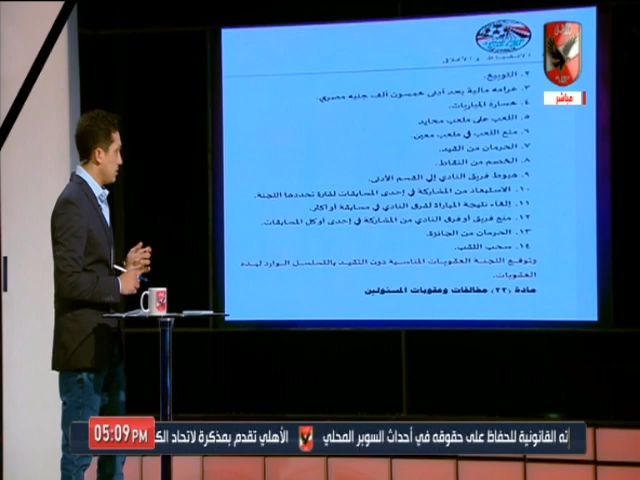 الانضباط والأخلاق
٢. التوبيخ.
٣. غرامة مالية بحد أدنى خمسون ألف جنيه مصري.
٤. خسارة المباريات.
٥. اللعب على ملعب محايد
٦. منع اللعب في ملعب معين.
٧. الحرمان من القيد.
٨. الخصم من النقاط.
٩. هبوط فريق النادي إلى القسم الأدنى.
١٠. الاستبعاد من المشاركة في إحدى المسابقات لفترة تحددها اللجنة.
١١. إلغاء نتيجة المباراة لفرق النادي في مسابقة أو أكثر.
١٢. منع فريق أو فرق النادي من المشاركة في إحدى أو كل المسابقات.
١٣. الحرمان من الجائزة.
١٤. سحب اللقب.
وتوقع اللجنة العقوبات المناسبة دون التقيد بالتسلسل الوارد لهذه
العقوبات.
مادة (٢٢) مخالفات وعقوبات المسئولين
مباشر
05:09 PM
ته القانونية للحفاظ على حقوقه في أحداث السوبر المحلي الأهلي تقدم بمذكرة لاتحاد الك